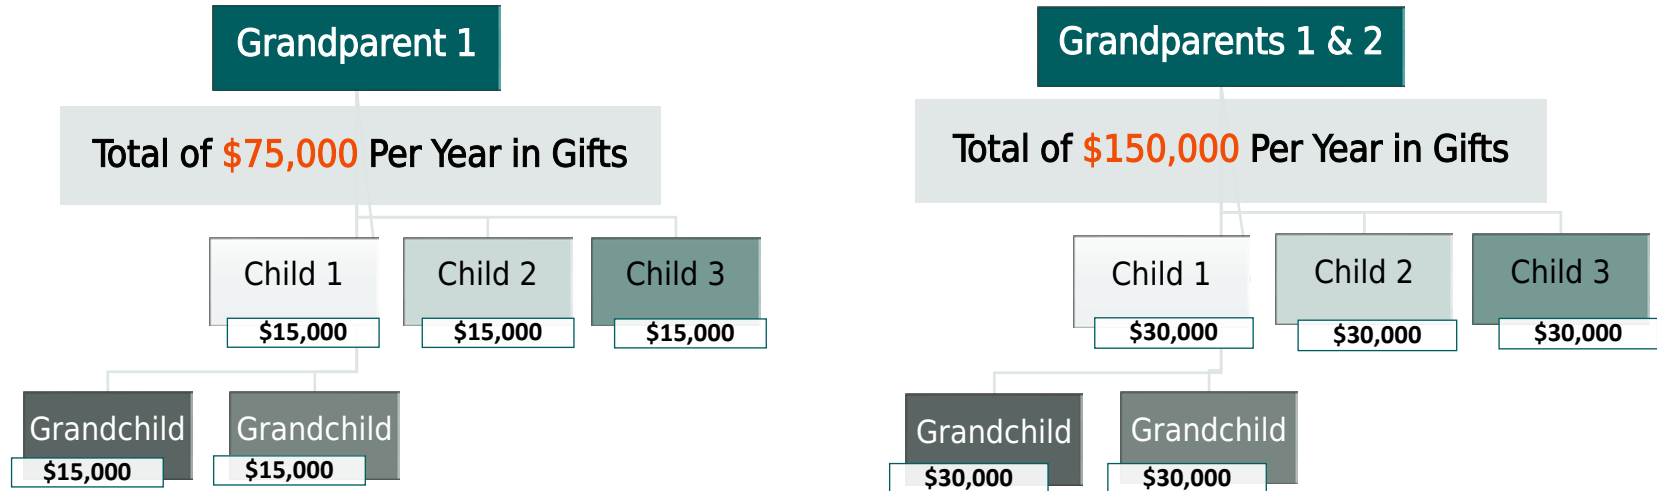 Grandparent 1
Total of $75,000 Per Year in Gifts
Child 1
Child 2
Child 3
$15,000
$15,000
$15,000
Grandchild
Grandchild
$15,000
$15,000
Grandparents 1 & 2
Total of $150,000 Per Year in Gifts
Child 1
Child 2
Child 3
$30,000
$30,000
$30,000
Grandchild
Grandchild
$30,000
$30,000